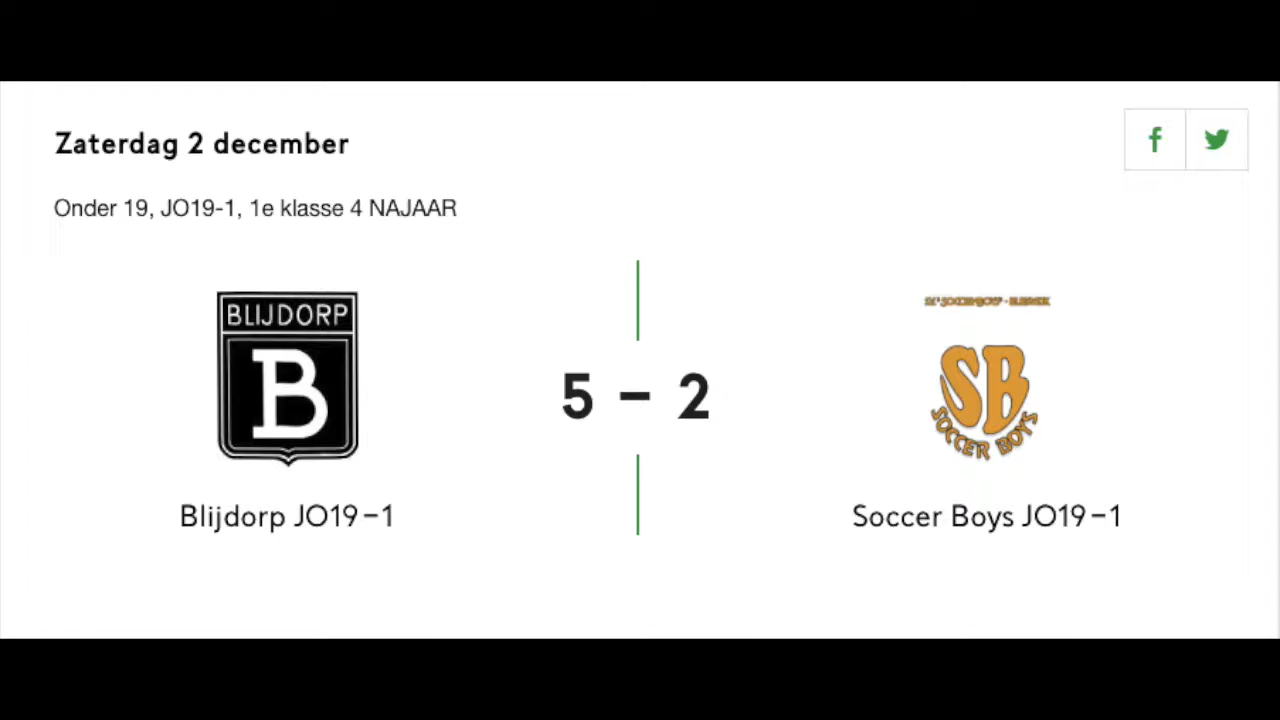 Zaterdag 2 december
Onder 19, JO19-1, 1e klasse 4 NAJAAR
BLIJDORP
B
5 – 2
SB
SOCCER BOYS
Blijdorp JO19-1
Soccer Boys JO19-1